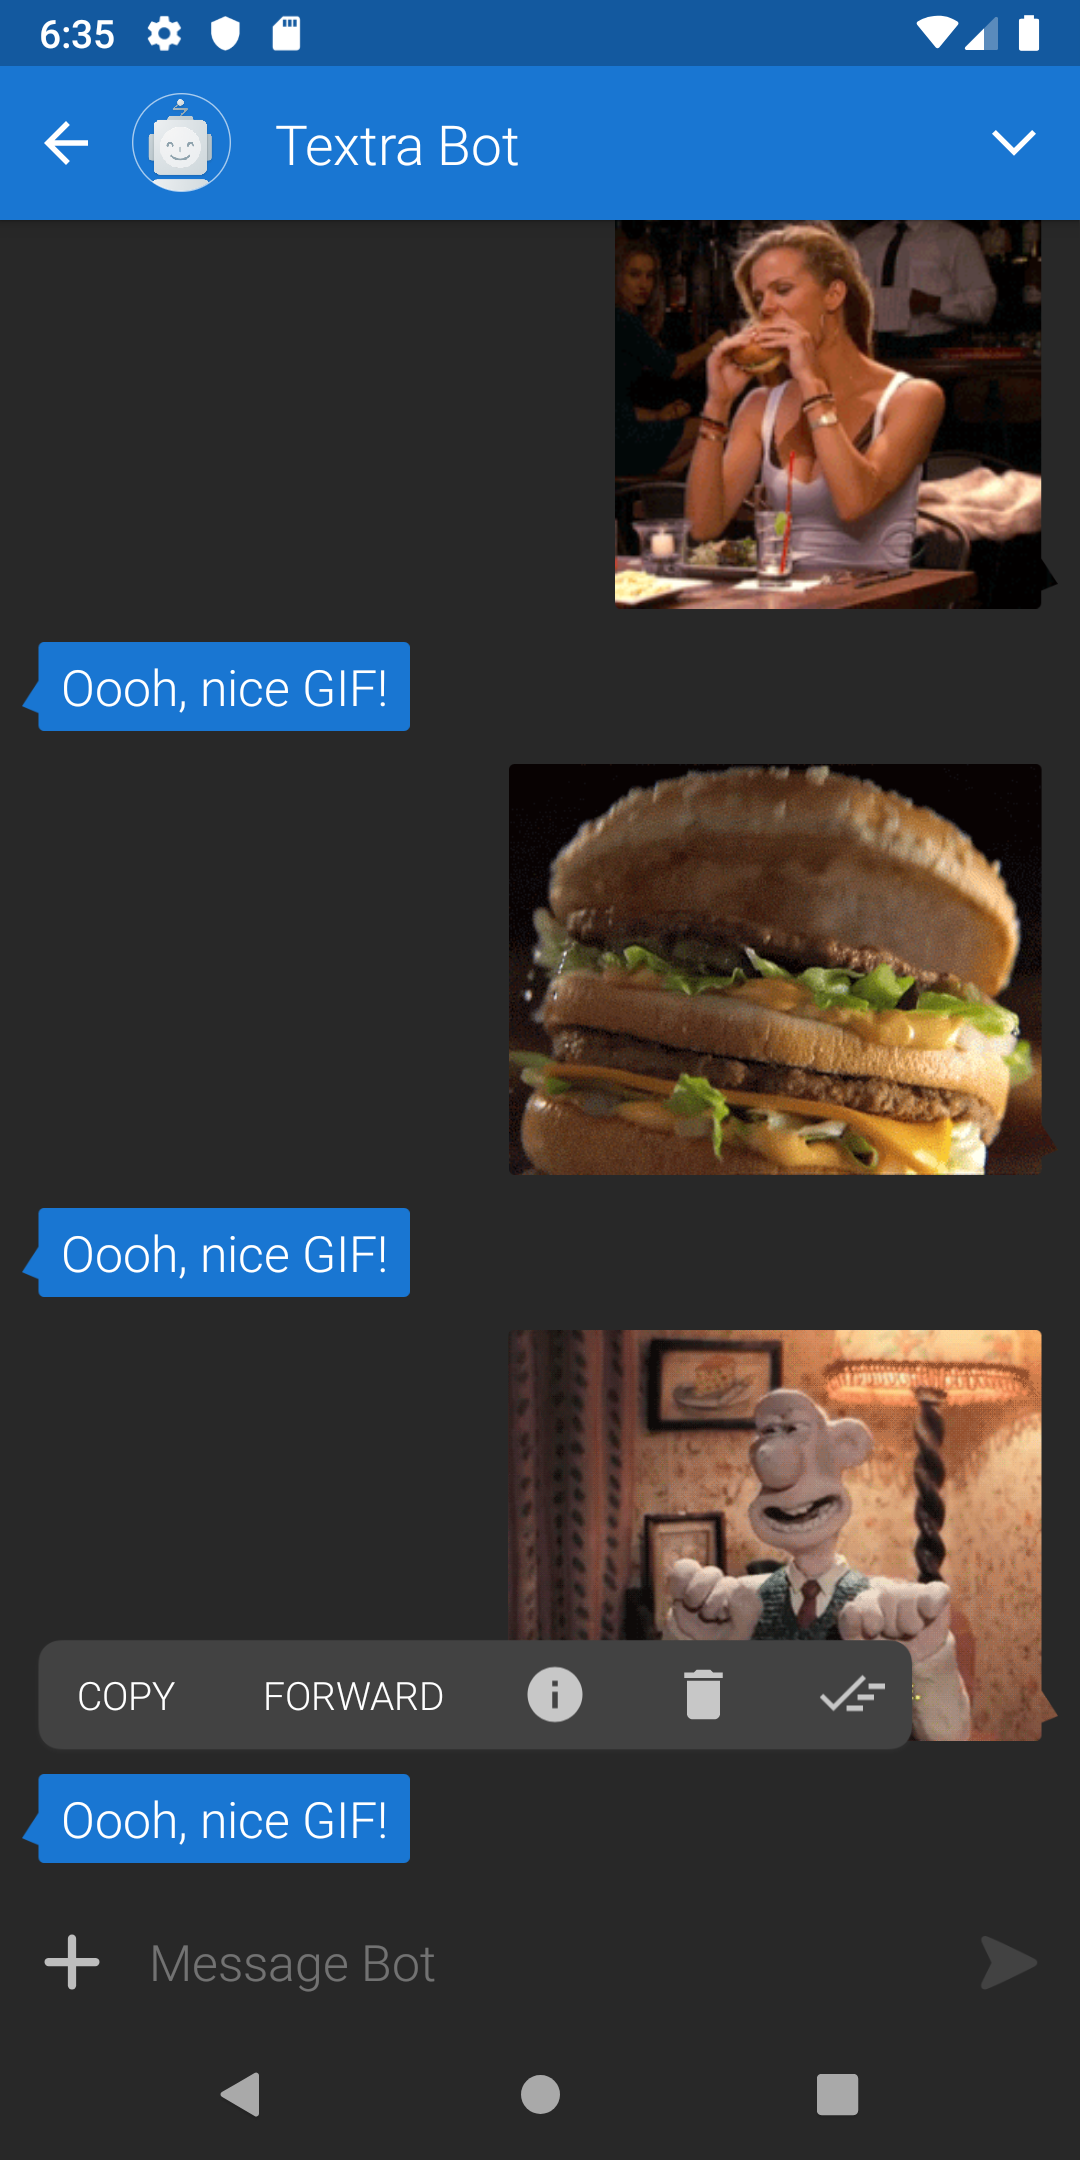 6:35
Textra Bot
Oooh, nice GIF!
Oooh, nice GIF!
COPY FORWARD
Oooh, nice GIF!
Message Bot